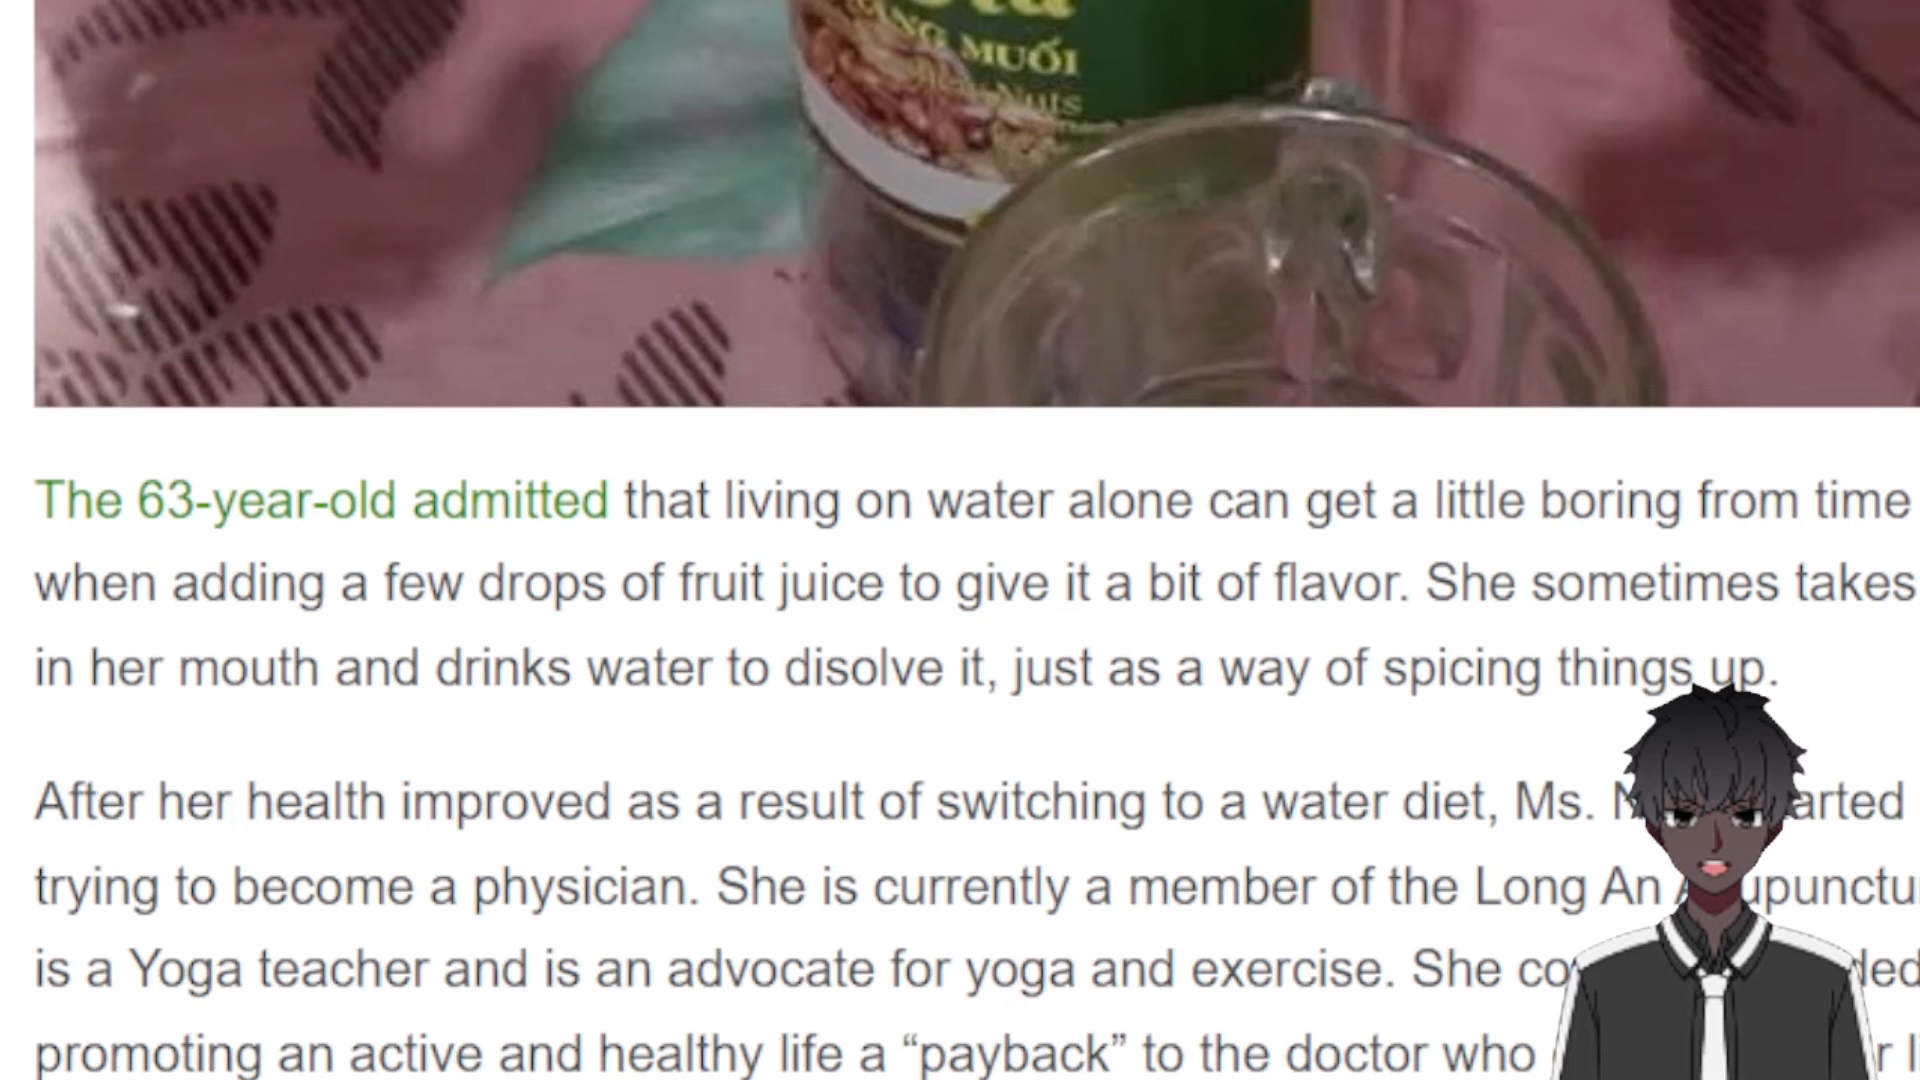 MUỐI
Nuts
The 63-year-old admitted that living on water alone can get a little boring from time
when adding a few drops of fruit juice to give it a bit of flavor. She sometimes takes
in her mouth and drinks water to disolve it, just as a way of spicing things up.
After her health improved as a result of switching to a water diet, Ms.
trying to become a physician. She is currently a member of the Long An
is a Yoga teacher and is an advocate for yoga and exercise. She
promoting an active and healthy life a “payback” to the doctor who